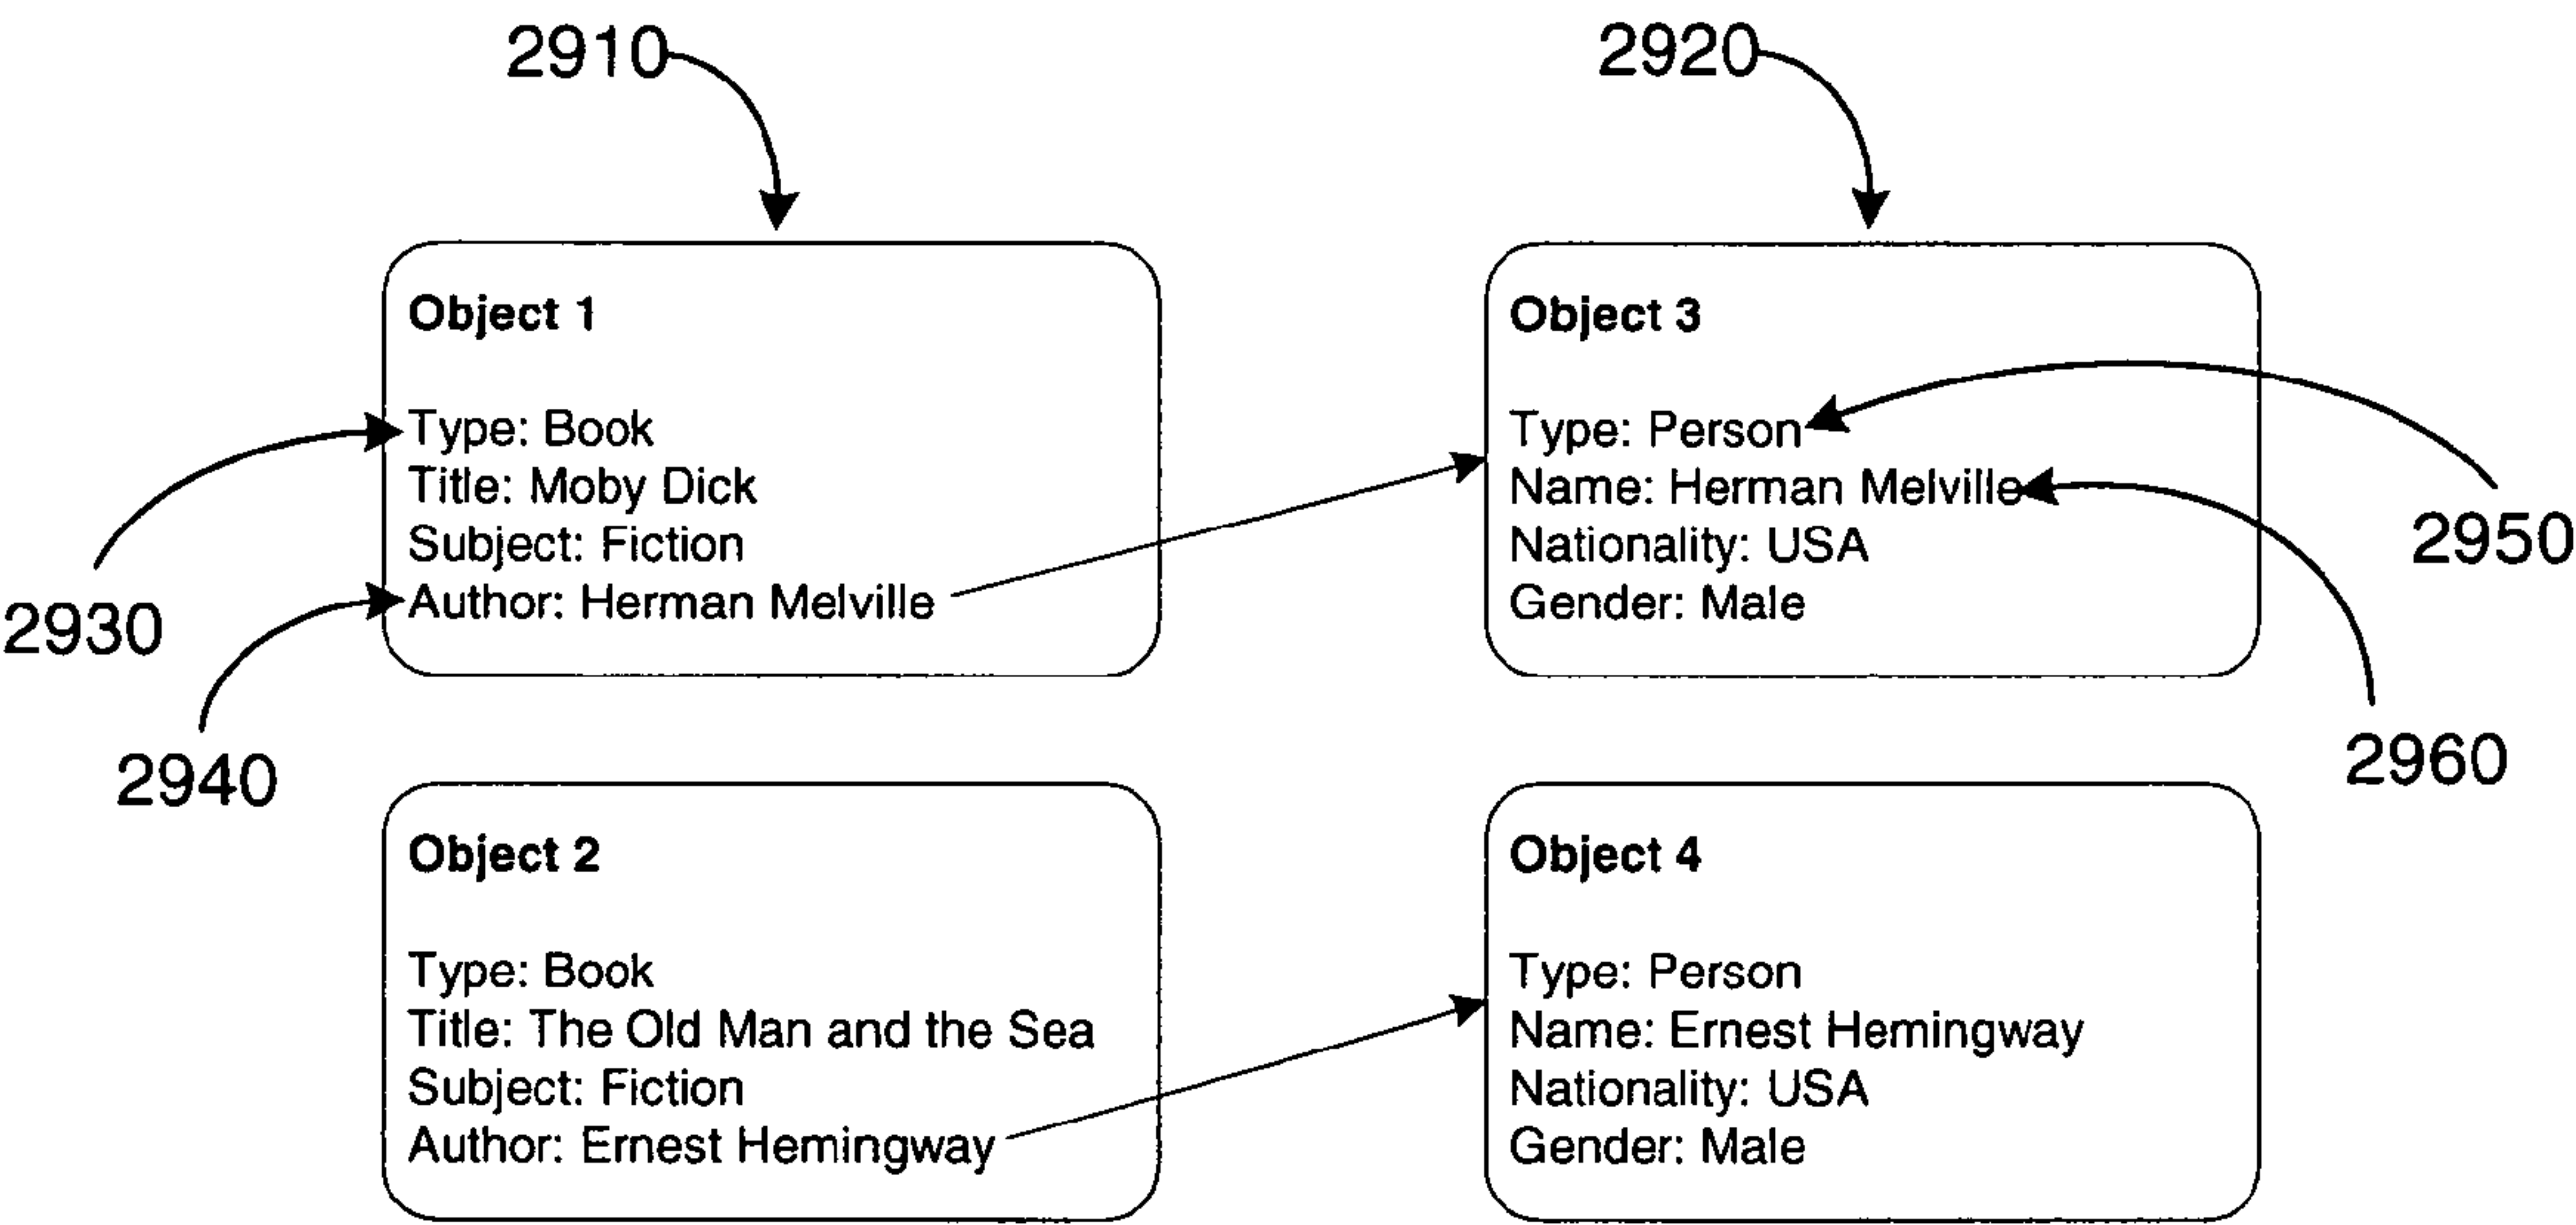 2910
2920
Object 1
Type: Book
Title: Moby Dick
Subject: Fiction
Author: Herman Melville
Object 3
Type: Person
Name: Herman Melville
Nationality: USA
Gender: Male
2930
2940
2950
2960
Object 2
Type: Book
Title: The Old Man and the Sea
Subject: Fiction
Author: Ernest Hemingway
Object 4
Type: Person
Name: Ernest Hemingway
Nationality: USA
Gender: Male